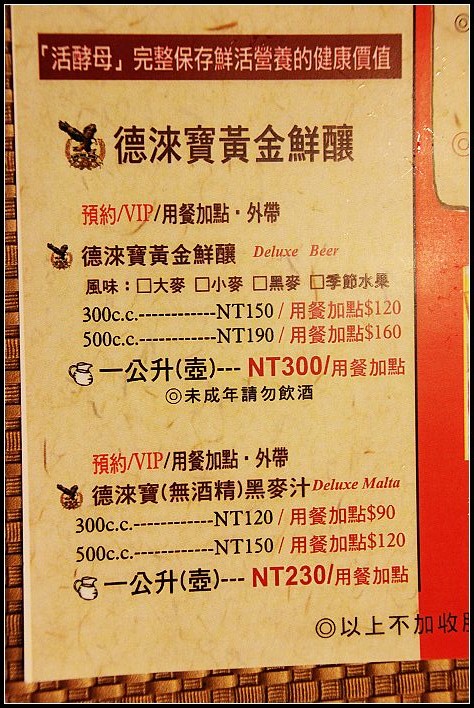 「活酵母」完整保存鮮活營養的健康價值
德淶寶黃金鮮釀
預約/VIP/用餐加點・外帶
德淶寶黃金鮮釀 Deluxe Beer
風味：□大麥 □小麥 □黑麥 □季節水果
300c.c.------------NT150 / 用餐加點$120
500c.c.------------NT190 / 用餐加點$160
一公升(壺)--- NT300/用餐加點
◎未成年請勿飲酒
預約/VIP/用餐加點・外帶
德淶寶(無酒精)黑麥汁 Deluxe Malta
300c.c.------------NT120 / 用餐加點$90
500c.c.------------NT150 / 用餐加點$120
一公升(壺)--- NT230/用餐加點
◎以上不加收